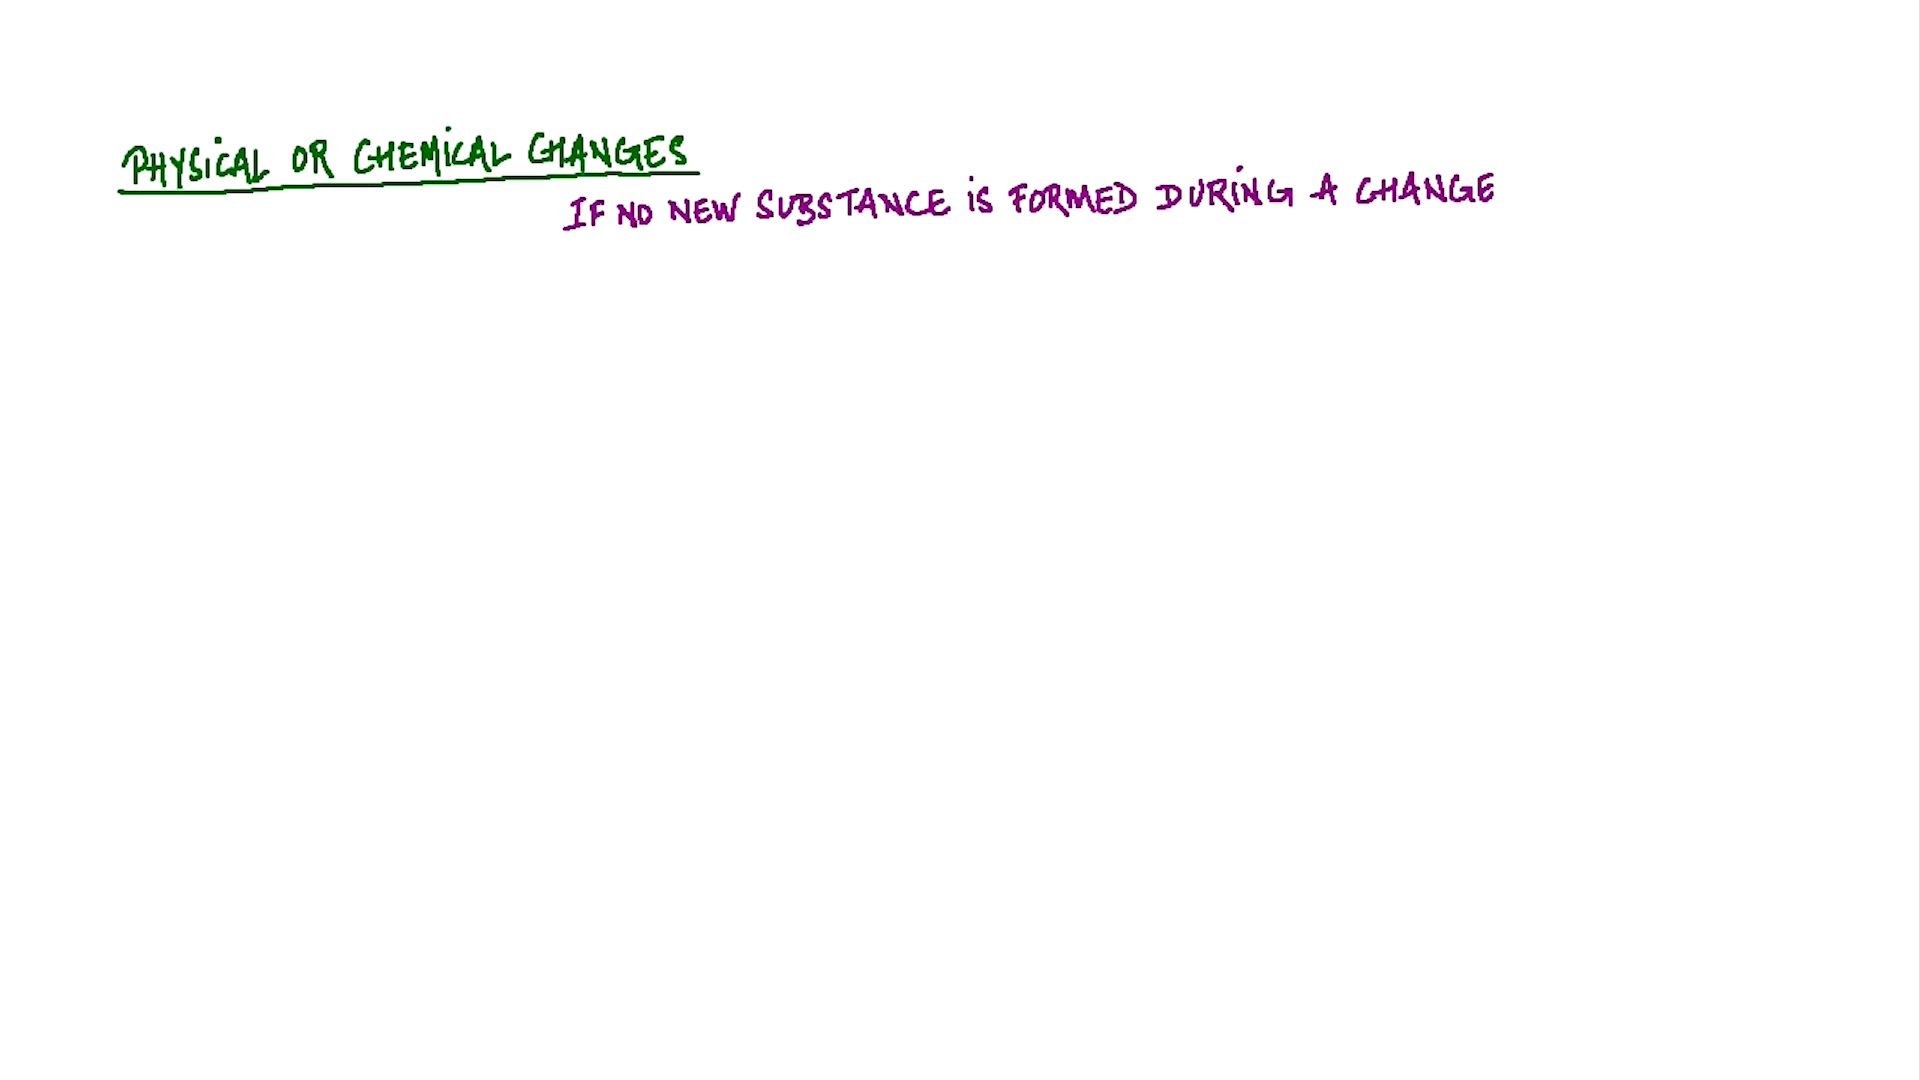 PHYSiCAL OR CHEMiCAL CHANGES
IF NO NEW SUBSTANCE iS FORMED DURiNG A CHANGE